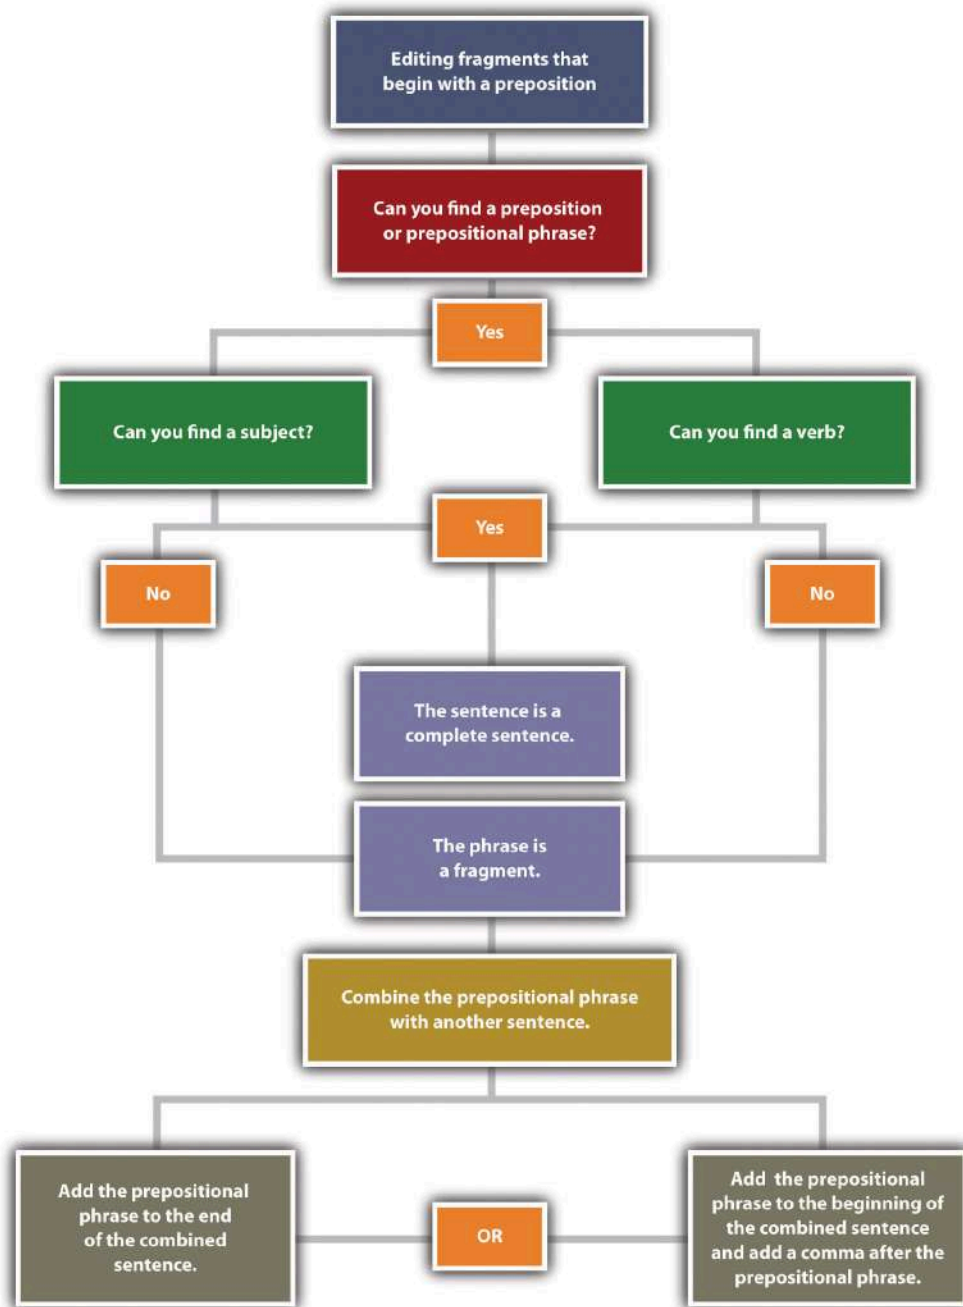 Editing fragments that
begin with a preposition
Can you find a preposition
or prepositional phrase?
Yes
Can you find a subject?
Can you find a verb?
Yes
No
No
The sentence is a
complete sentence.
The phrase is
a fragment.
Combine the prepositional phrase
with another sentence.
Add the prepositional
phrase to the end
of the combined
sentence.
OR
Add the prepositional
phrase to the beginning of
the combined sentence
and add a comma after the
prepositional phrase.